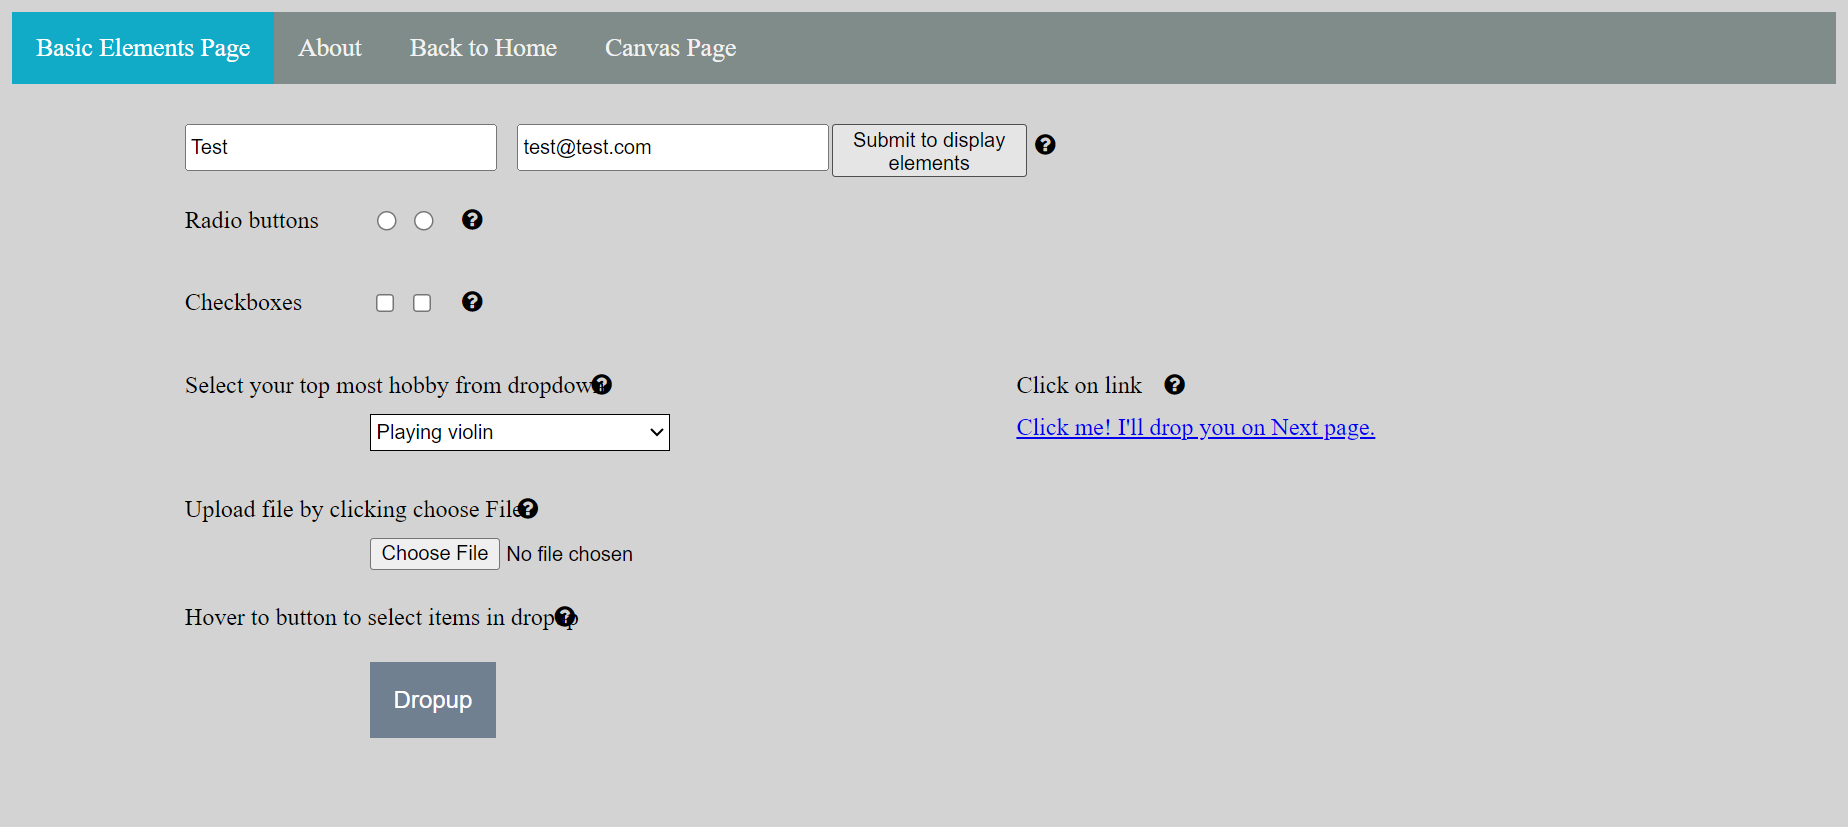 Basic Elements Page About Back to Home Canvas Page
Test test@test.com Submit to display
elements
Radio buttons
Checkboxes
Select your top most hobby from dropdown
Playing violin
Click on link
Click me! I'll drop you on Next page.
Upload file by clicking choose File
Choose File No file chosen
Hover to button to select items in dropup
Dropup